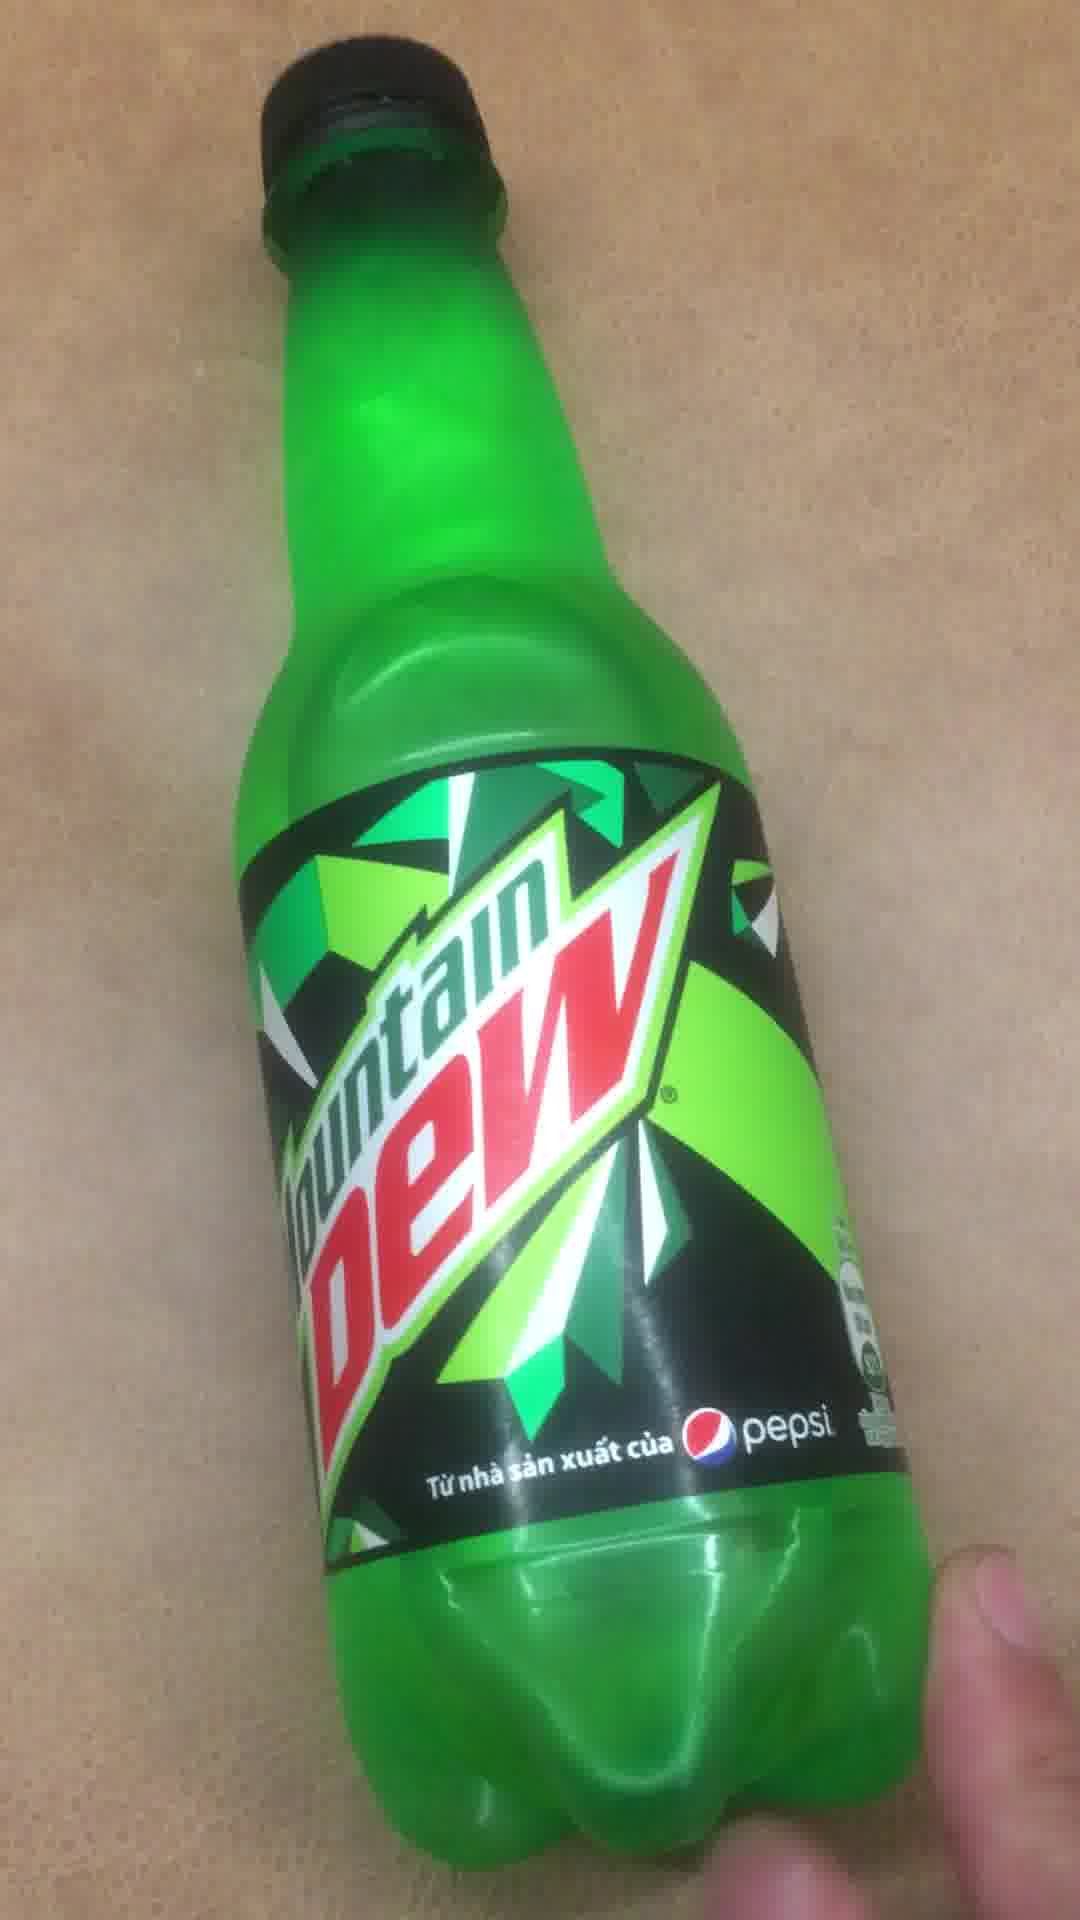 Mountain
Dew
®
Từ nhà sản xuất của pepsi